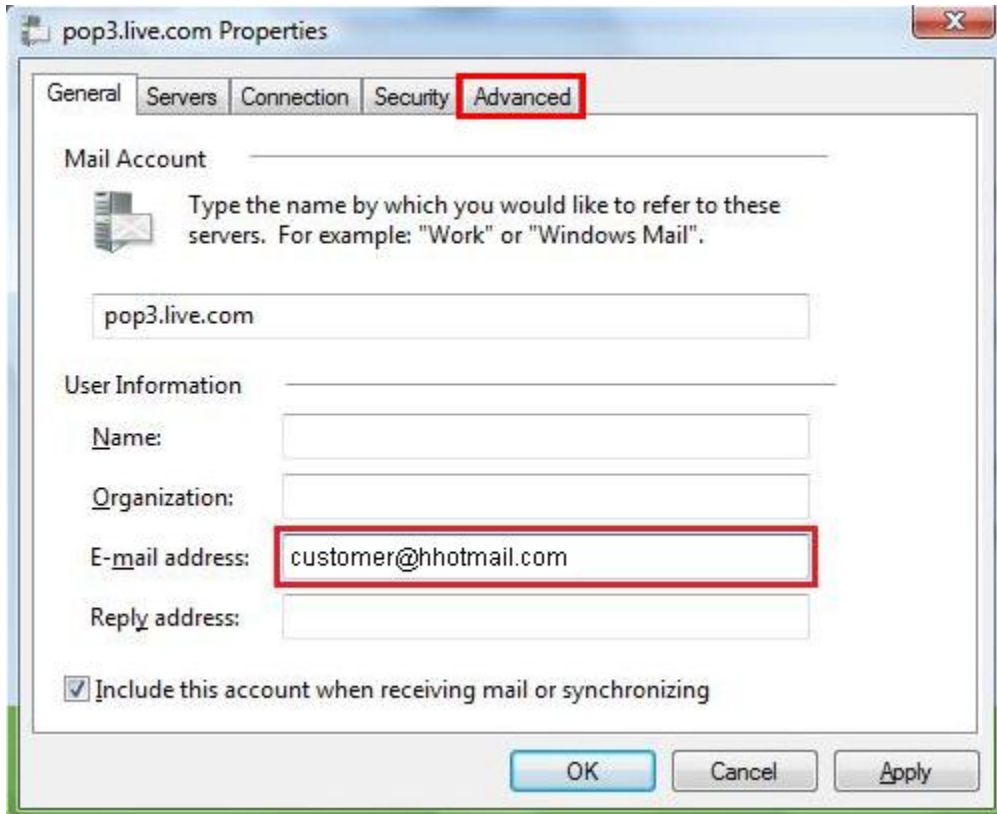 pop3.live.com Properties
General Servers Connection Security Advanced
Mail Account
Type the name by which you would like to refer to these
servers. For example: "Work" or "Windows Mail".
pop3.live.com
User Information
Name:
Organization:
E-mail address: customer@hhotmail.com
Reply address:
Include this account when receiving mail or synchronizing
OK Cancel Apply